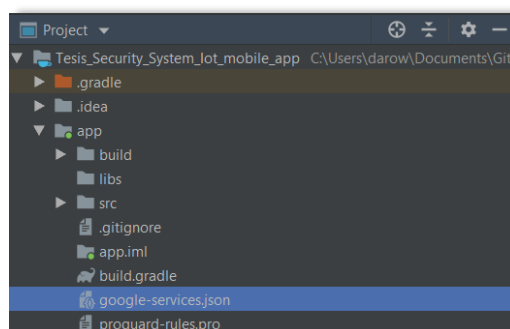 Project
Tesis_Security_System_Iot_mobile_app C:\Users\darow\Documents\Git
.gradle
.idea
app
build
libs
src
.gitignore
app.iml
build.gradle
google-services.json
proguard-rules.pro